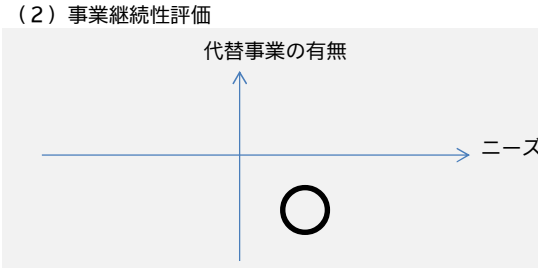 （２）事業継続性評価
代替事業の有無
ニーズ